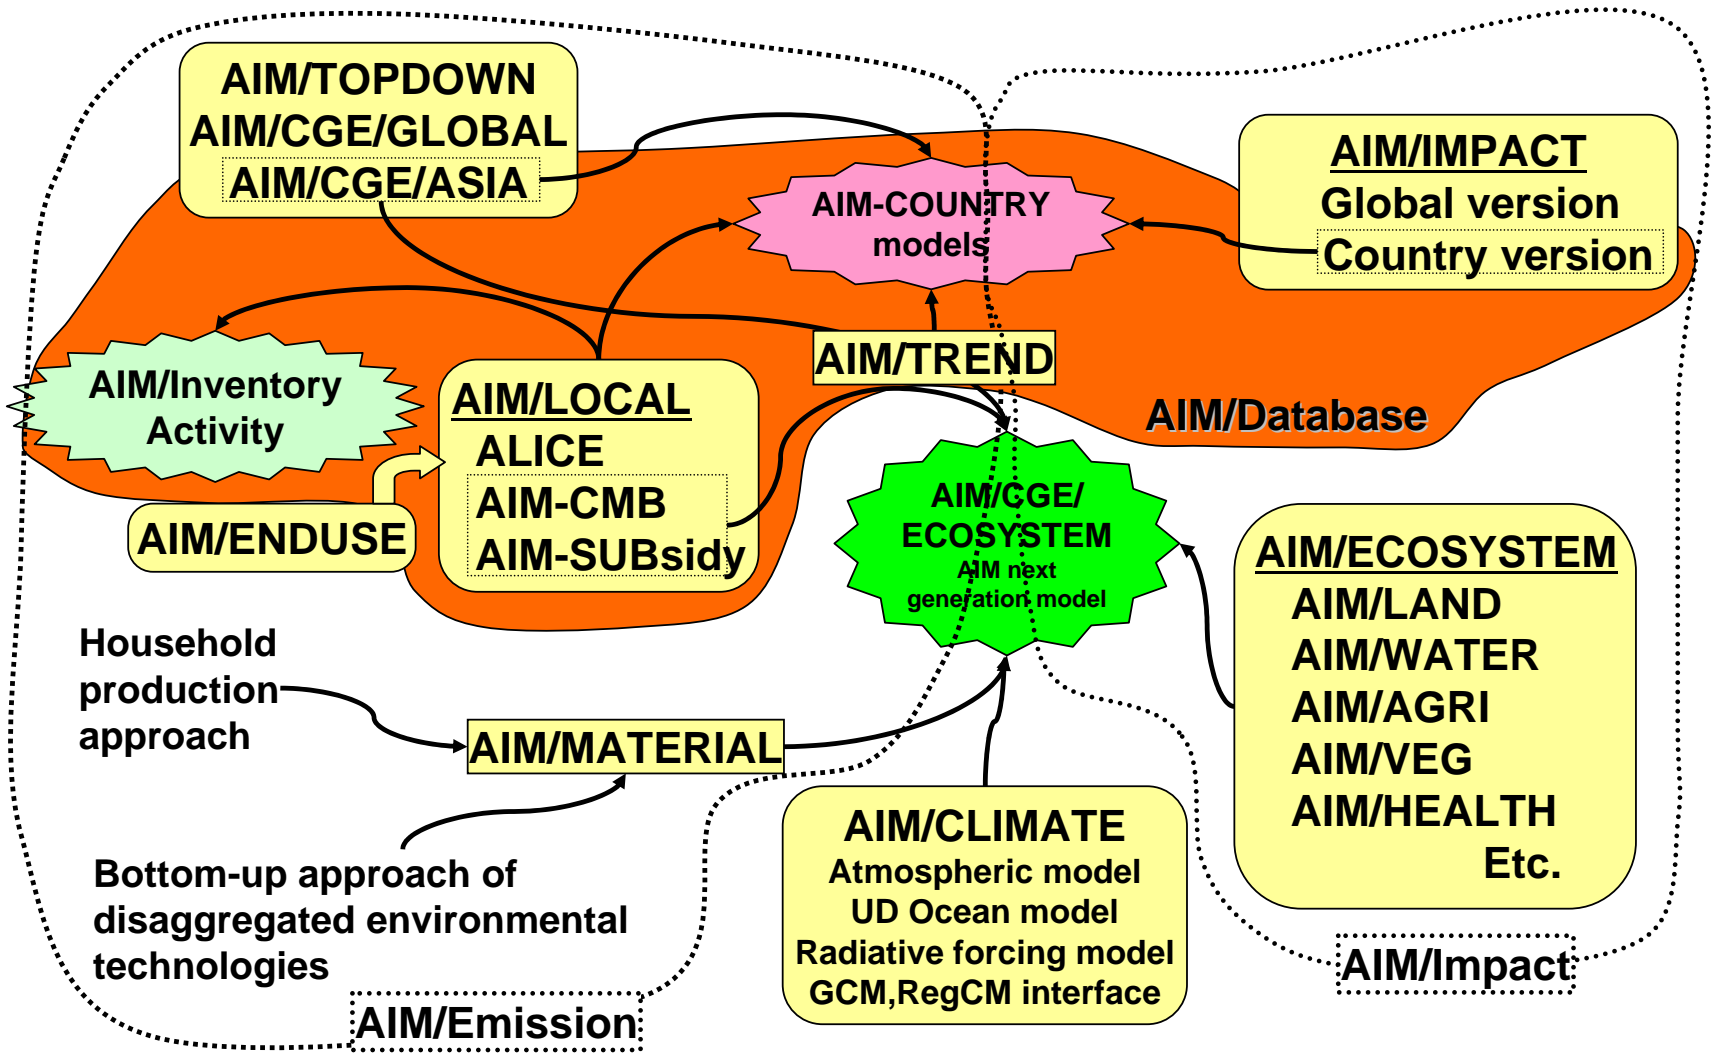 AIM/TOPDOWN
AIM/CGE/GLOBAL
AIM/CGE/ASIA
AIM-COUNTRY
models
AIM/IMPACT
Global version
Country version
AIM/Inventory
Activity
AIM/LOCAL
ALICE
AIM-CMB
AIM-SUBsidy
AIM/TREND
AIM/Database
AIM/ENDUSE
AIM/CGE/
ECOSYSTEM
AIM next
generation model
AIM/ECOSYSTEM
AIM/LAND
AIM/WATER
AIM/AGRI
AIM/VEG
AIM/HEALTH
Etc.
Household
production
approach
AIM/MATERIAL
Bottom-up approach of
disaggregated environmental
technologies
AIM/CLIMATE
Atmospheric model
UD Ocean model
Radiative forcing model
GCM,RegCM interface
AIM/Impact
AIM/Emission